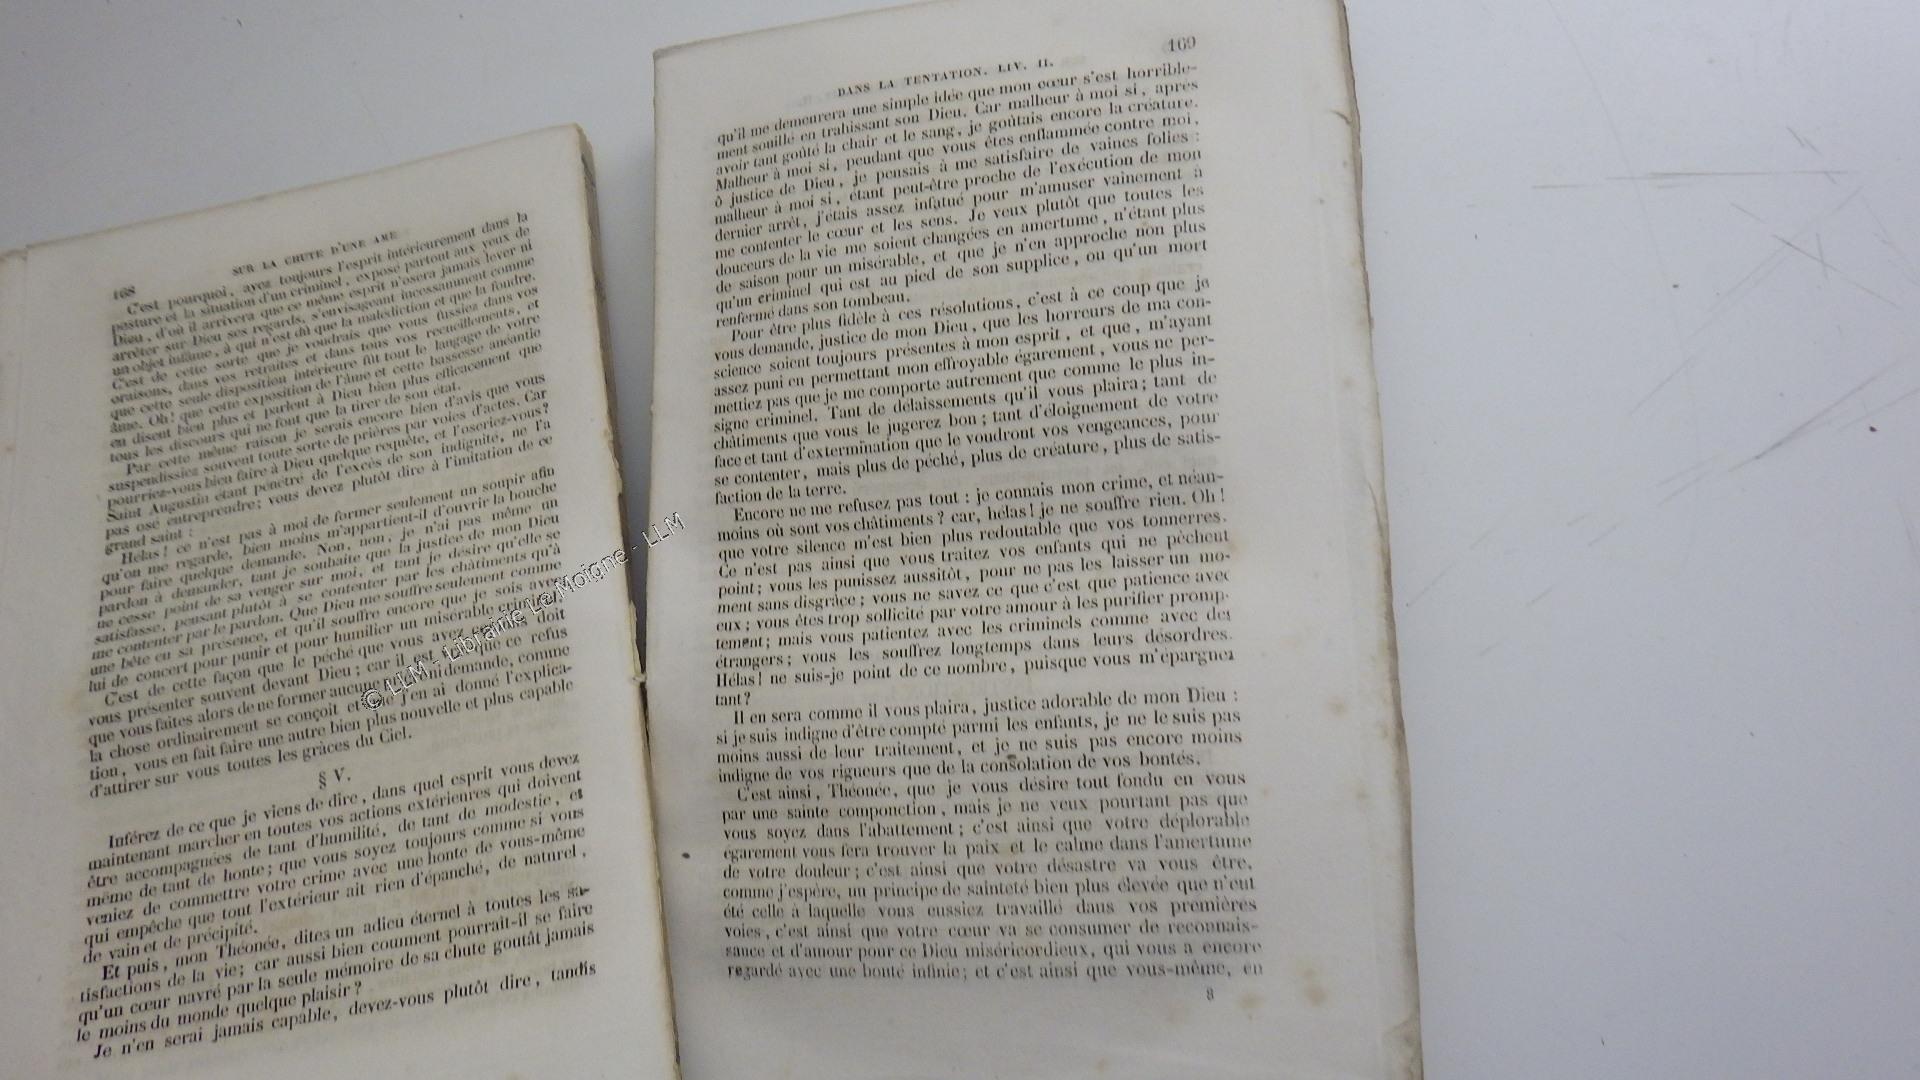 168
SUR LA CHUTE D'UNE AME
C'est pourquoi, ayez toujours l'esprit intérieurement dans la
posture et la situation d'un criminel, exposé partout aux yeux de
Dieu, d'où il arrivera que ce même esprit n'osera jamais lever ni
arrêter sur Dieu ses regards, s'envisageant incessamment comme
un objet infâme, à qui n'est dû que la malédiction et que la foudre.
C'est de cette sorte que je voudrais que vous fussiez dans vos
oraisons, dans vos retraites et dans tous vos recueillements, et
que cette seule disposition intérieure fût tout le langage de votre
âme. Oh! que cette exposition de l'âme et cette bassesse anéantie
en disent bien plus et parlent à Dieu bien plus efficacement que
tous les discours qui ne font que la tirer de son état.
Par cette même raison je serais encore bien d'avis que vous
suspendissiez souvent toute sorte de prières par voies d'actes. Car
pourriez-vous bien faire à Dieu quelque requête, et l'oseriez-vous?
Saint Augustin étant pénétré de l'excès de son indignité, ne l'a
pas osé entreprendre; vous devez plutôt dire à l'imitation de ce
grand saint :
Hélas! ce n'est pas à moi de former seulement un soupir afin
qu'on me regarde, bien moins m'appartient-il d'ouvrir la bouche
pour faire quelque demande. Non, non, je n'ai pas même un
pardon à demander, tant je souhaite que la justice de mon Dieu
ne cesse point de se venger sur moi, et tant je désire qu'elle se
satisfasse, pensant plutôt à se contenter par les châtiments qu'à
me contenter par le pardon. Que Dieu me souffre seulement comme
une bête en sa présence, et qu'il souffre encore que je sois avec
lui de concert pour punir et pour humilier un misérable criminel.
C'est de cette façon que le péché que vous avez commis doit
vous présenter souvent devant Dieu; car il est que ce refus
que vous faites alors de ne former aucune ni demande, comme
la chose ordinairement se conçoit et que j'en ai donné l'explica-
tion, vous en fait faire une autre bien plus nouvelle et plus capable
d'attirer sur vous toutes les grâces du Ciel.
§ V.
Inférez de ce que je viens de dire, dans quel esprit vous devez
maintenant marcher en toutes vos actions extérieures qui doivent
être accompagnées de tant d'humilité, de tant de modestie, et
même de tant de honte; que vous soyez toujours comme si vous
veniez de commettre votre crime avec une honte de vous-même
qui empêche que tout l'extérieur ait rien d'épanché, de naturel,
de vain et de précipité.
Et puis, mon Théonée, dites un adieu éternel à toutes les sa-
tisfactions de la vie; car aussi bien comment pourrait-il se faire
qu'un cœur navré par la seule mémoire de sa chute goutât jamais
le moins du monde quelque plaisir?
Je n'en serai jamais capable, devez-vous plutôt dire, tandis
DANS LA TENTATION. LIV. II.
169
qu'il me demeurera une simple idée que mon cœur s'est horrible-
ment souillé en trahissant son Dieu. Car malheur à moi si, après
avoir tant goûté la chair et le sang, je goûtais encore la créature.
Malheur à moi si, pendant que vous êtes enflammée contre moi,
ô justice de Dieu, je pensais à me satisfaire de vaines folies :
malheur à moi si, étant peut-être proche de l'exécution de mon
dernier arrêt, j'étais assez infatué pour m'amuser vainement à
me contenter le cœur et les sens. Je veux plutôt que toutes les
douceurs de la vie me soient changées en amertume, n'étant plus
de saison pour un misérable, et que je n'en approche non plus
qu'un criminel qui est au pied de son supplice, ou qu'un mort
renfermé dans son tombeau.
Pour être plus fidèle à ces résolutions, c'est à ce coup que je
vous demande, justice de mon Dieu, que les horreurs de ma con-
science soient toujours présentes à mon esprit, et que, m'ayant
assez puni en permettant mon effroyable égarement, vous ne per-
mettiez pas que je me comporte autrement que comme le plus in-
signe criminel. Tant de délaissements qu'il vous plaira; tant de
châtiments que vous le jugerez bon; tant d'éloignement de votre
face et tant d'extermination que le voudront vos vengeances, pour
se contenter, mais plus de péché, plus de créature, plus de satis-
faction de la terre.
Encore ne me refusez pas tout : je connais mon crime, et néan-
moins où sont vos châtiments? car, hélas! je ne souffre rien. Oh!
que votre silence m'est bien plus redoutable que vos tonnerres.
Ce n'est pas ainsi que vous traitez vos enfants qui ne pèchent
point; vous les punissez aussitôt, pour ne pas les laisser un mo-
ment sans disgrâce; vous ne savez ce que c'est que patience avec
eux; vous êtes trop sollicité par votre amour à les purifier promp-
tement; mais vous patientez avec les criminels comme avec des
étrangers; vous les souffrez longtemps dans leurs désordres.
Hélas! ne suis-je point de ce nombre, puisque vous m'épargnez
tant?
Il en sera comme il vous plaira, justice adorable de mon Dieu :
si je suis indigne d'être compté parmi les enfants, je ne le suis pas
moins aussi de leur traitement, et je ne suis pas encore moins
indigne de vos rigueurs que de la consolation de vos bontés.
C'est ainsi, Théonée, que je vous désire tout fondu en vous
par une sainte componction, mais je ne veux pourtant pas que
vous soyez dans l'abattement; c'est ainsi que votre déplorable
égarement vous fera trouver la paix et le calme dans l'amertume
de votre douleur; c'est ainsi que votre désastre va vous être,
comme j'espère, un principe de sainteté bien plus élevée que n'eut
été celle à laquelle vous eussiez travaillé dans vos premières
voies, c'est ainsi que votre cœur va se consumer de reconnais-
sance et d'amour pour ce Dieu miséricordieux, qui vous a encore
regardé avec une bonté infinie; et c'est ainsi que vous-même, en
8
© LLM - Librairie Le Moigne - LLM